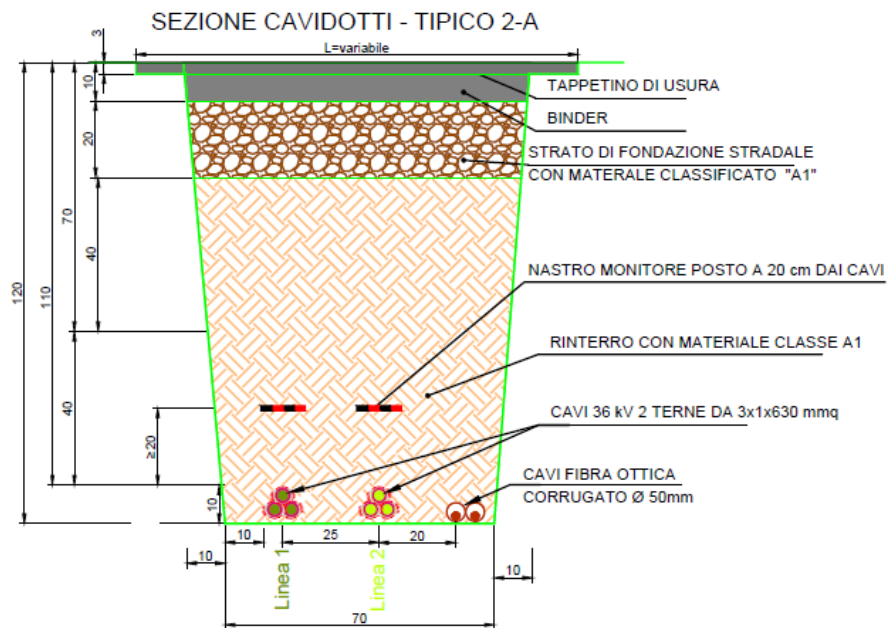 SEZIONE CAVIDOTTI - TIPICO 2-A
L=variabile
3
10
20
70
40
120
110
40
≥20
10
TAPPETINO DI USURA
BINDER
STRATO DI FONDAZIONE STRADALE
CON MATERALE CLASSIFICATO "A1"
NASTRO MONITORE POSTO A 20 cm DAI CAVI
RINTERRO CON MATERIALE CLASSE A1
CAVI 36 kV 2 TERNE DA 3x1x630 mmq
CAVI FIBRA OTTICA
CORRUGATO Ø 50mm
10
25
20
10
10
Linea 1
Linea 2
70